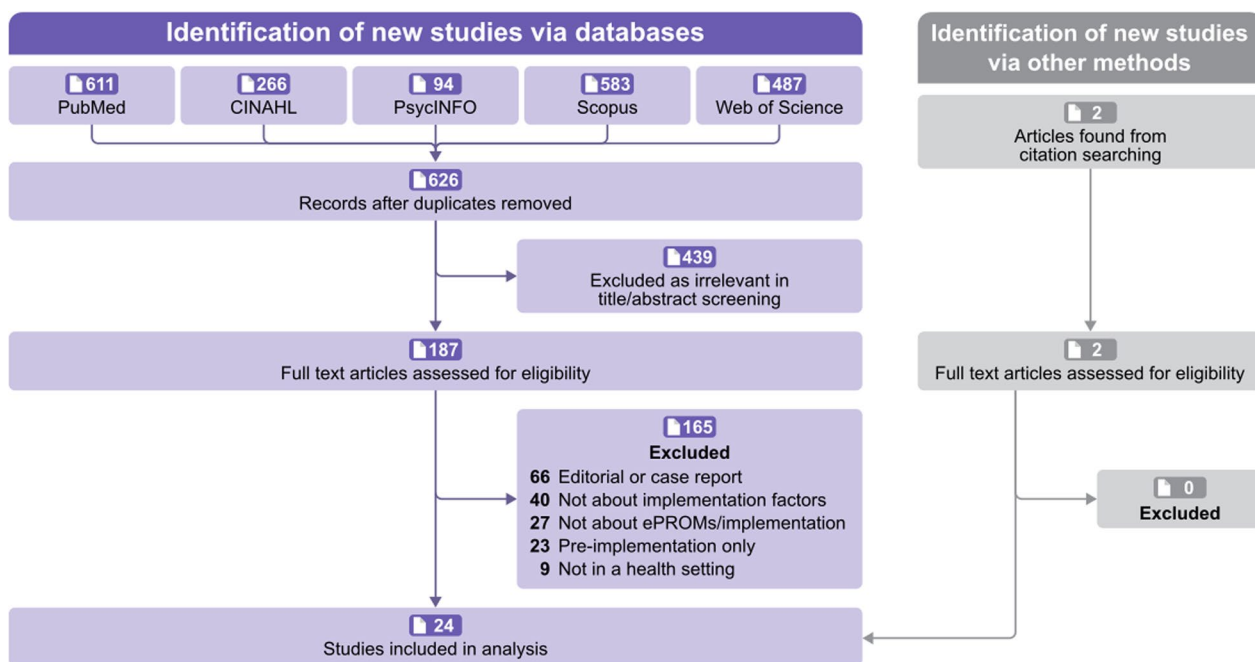 Identification of new studies via databases
611
PubMed
266
CINAHL
94
PsycINFO
583
Scopus
487
Web of Science
626
Records after duplicates removed
439
Excluded as irrelevant in
title/abstract screening
187
Full text articles assessed for eligibility
165
Excluded
66 Editorial or case report
40 Not about implementation factors
27 Not about ePROMs/implementation
23 Pre-implementation only
9 Not in a health setting
24
Studies included in analysis
Identification of new studies
via other methods
2
Articles found from
citation searching
2
Full text articles assessed for eligibility
0
Excluded